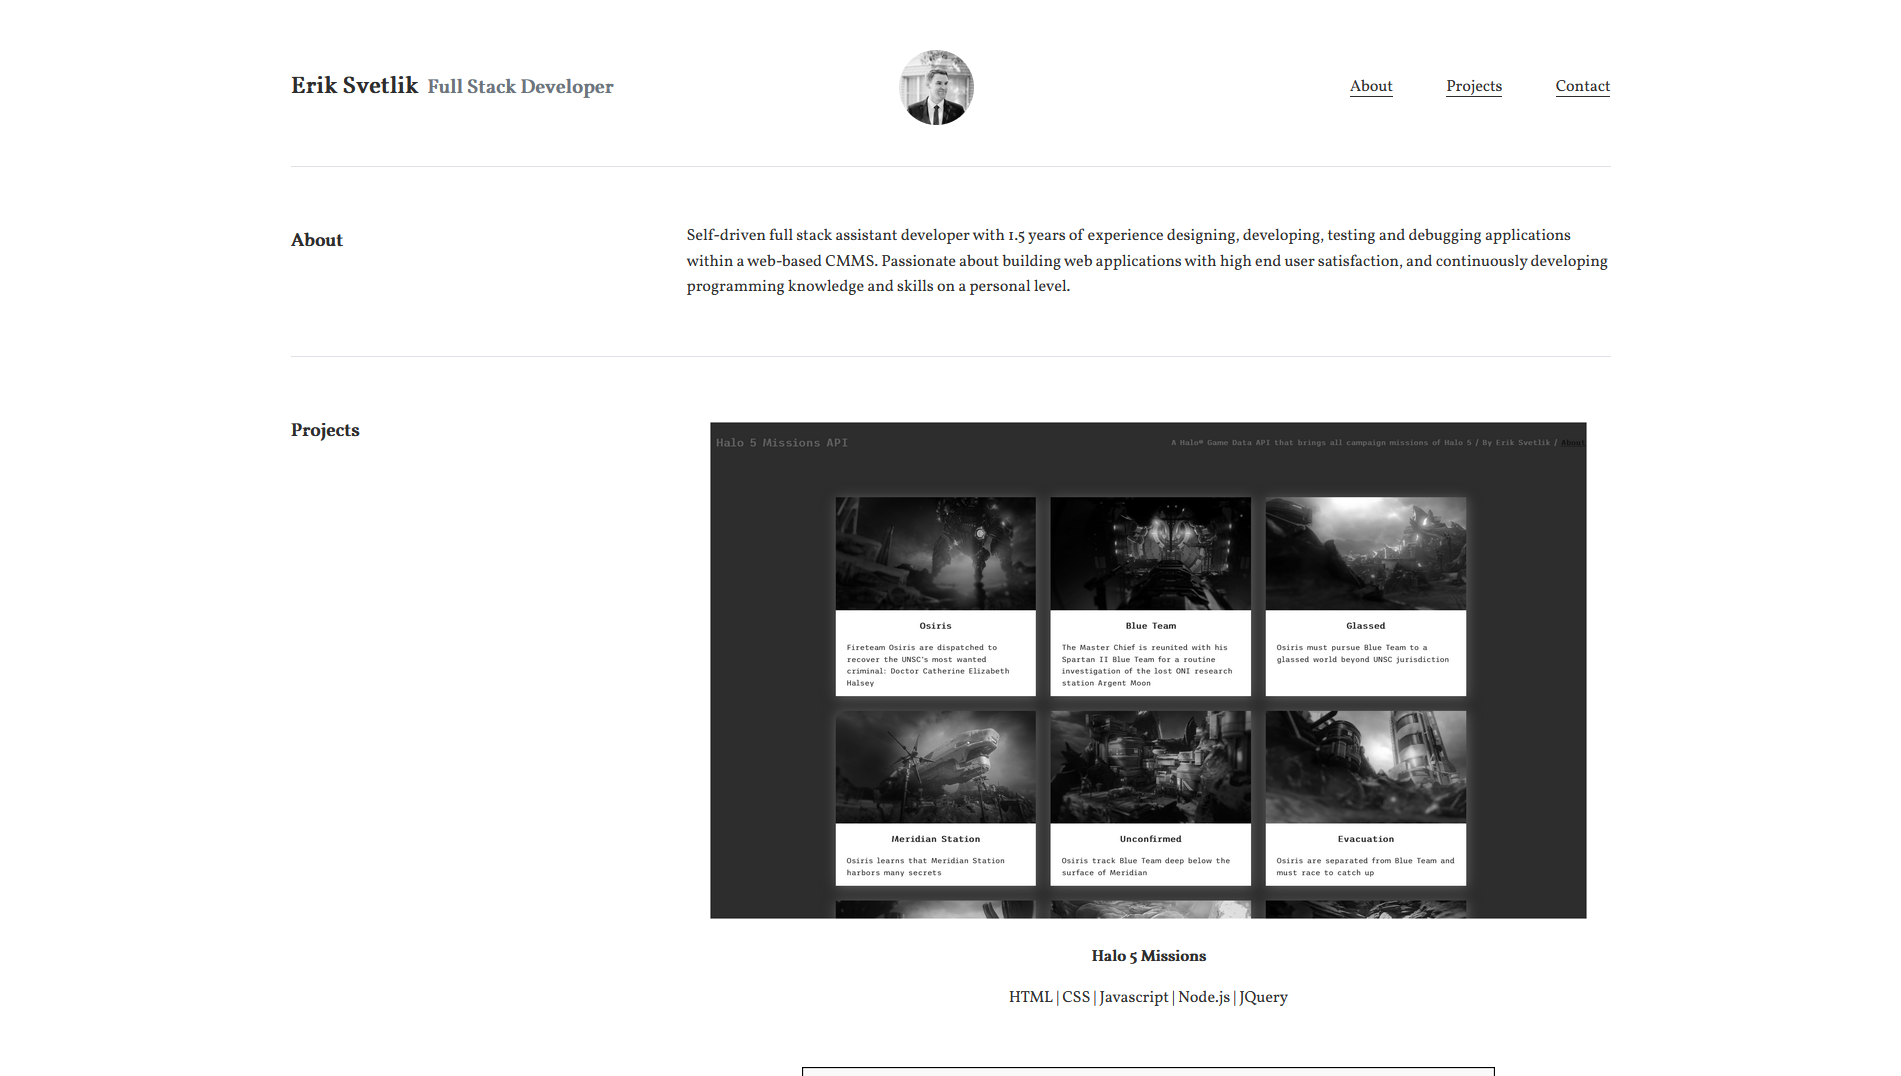 Erik Svetlik Full Stack Developer
About Projects Contact
About
Self-driven full stack assistant developer with 1.5 years of experience designing, developing, testing and debugging applications
within a web-based CMMS. Passionate about building web applications with high end user satisfaction, and continuously developing
programming knowledge and skills on a personal level.
Projects
Halo 5 Missions API
A Halo® Game Data API that brings all campaign missions of Halo 5 / By Erik Svetlik / About
Osiris
Fireteam Osiris are dispatched to
recover the UNSC's most wanted
criminal: Doctor Catherine Elizabeth
Halsey
Blue Team
The Master Chief is reunited with his
Spartan II Blue Team for a routine
investigation of the lost ONI research
station Argent Moon
Glassed
Osiris must pursue Blue Team to a
glassed world beyond UNSC jurisdiction
Meridian Station
Osiris learns that Meridian Station
harbors many secrets
Unconfirmed
Osiris track Blue Team deep below the
surface of Meridian
Evacuation
Osiris are separated from Blue Team and
must race to catch up
Halo 5 Missions
HTML | CSS | Javascript | Node.js | JQuery